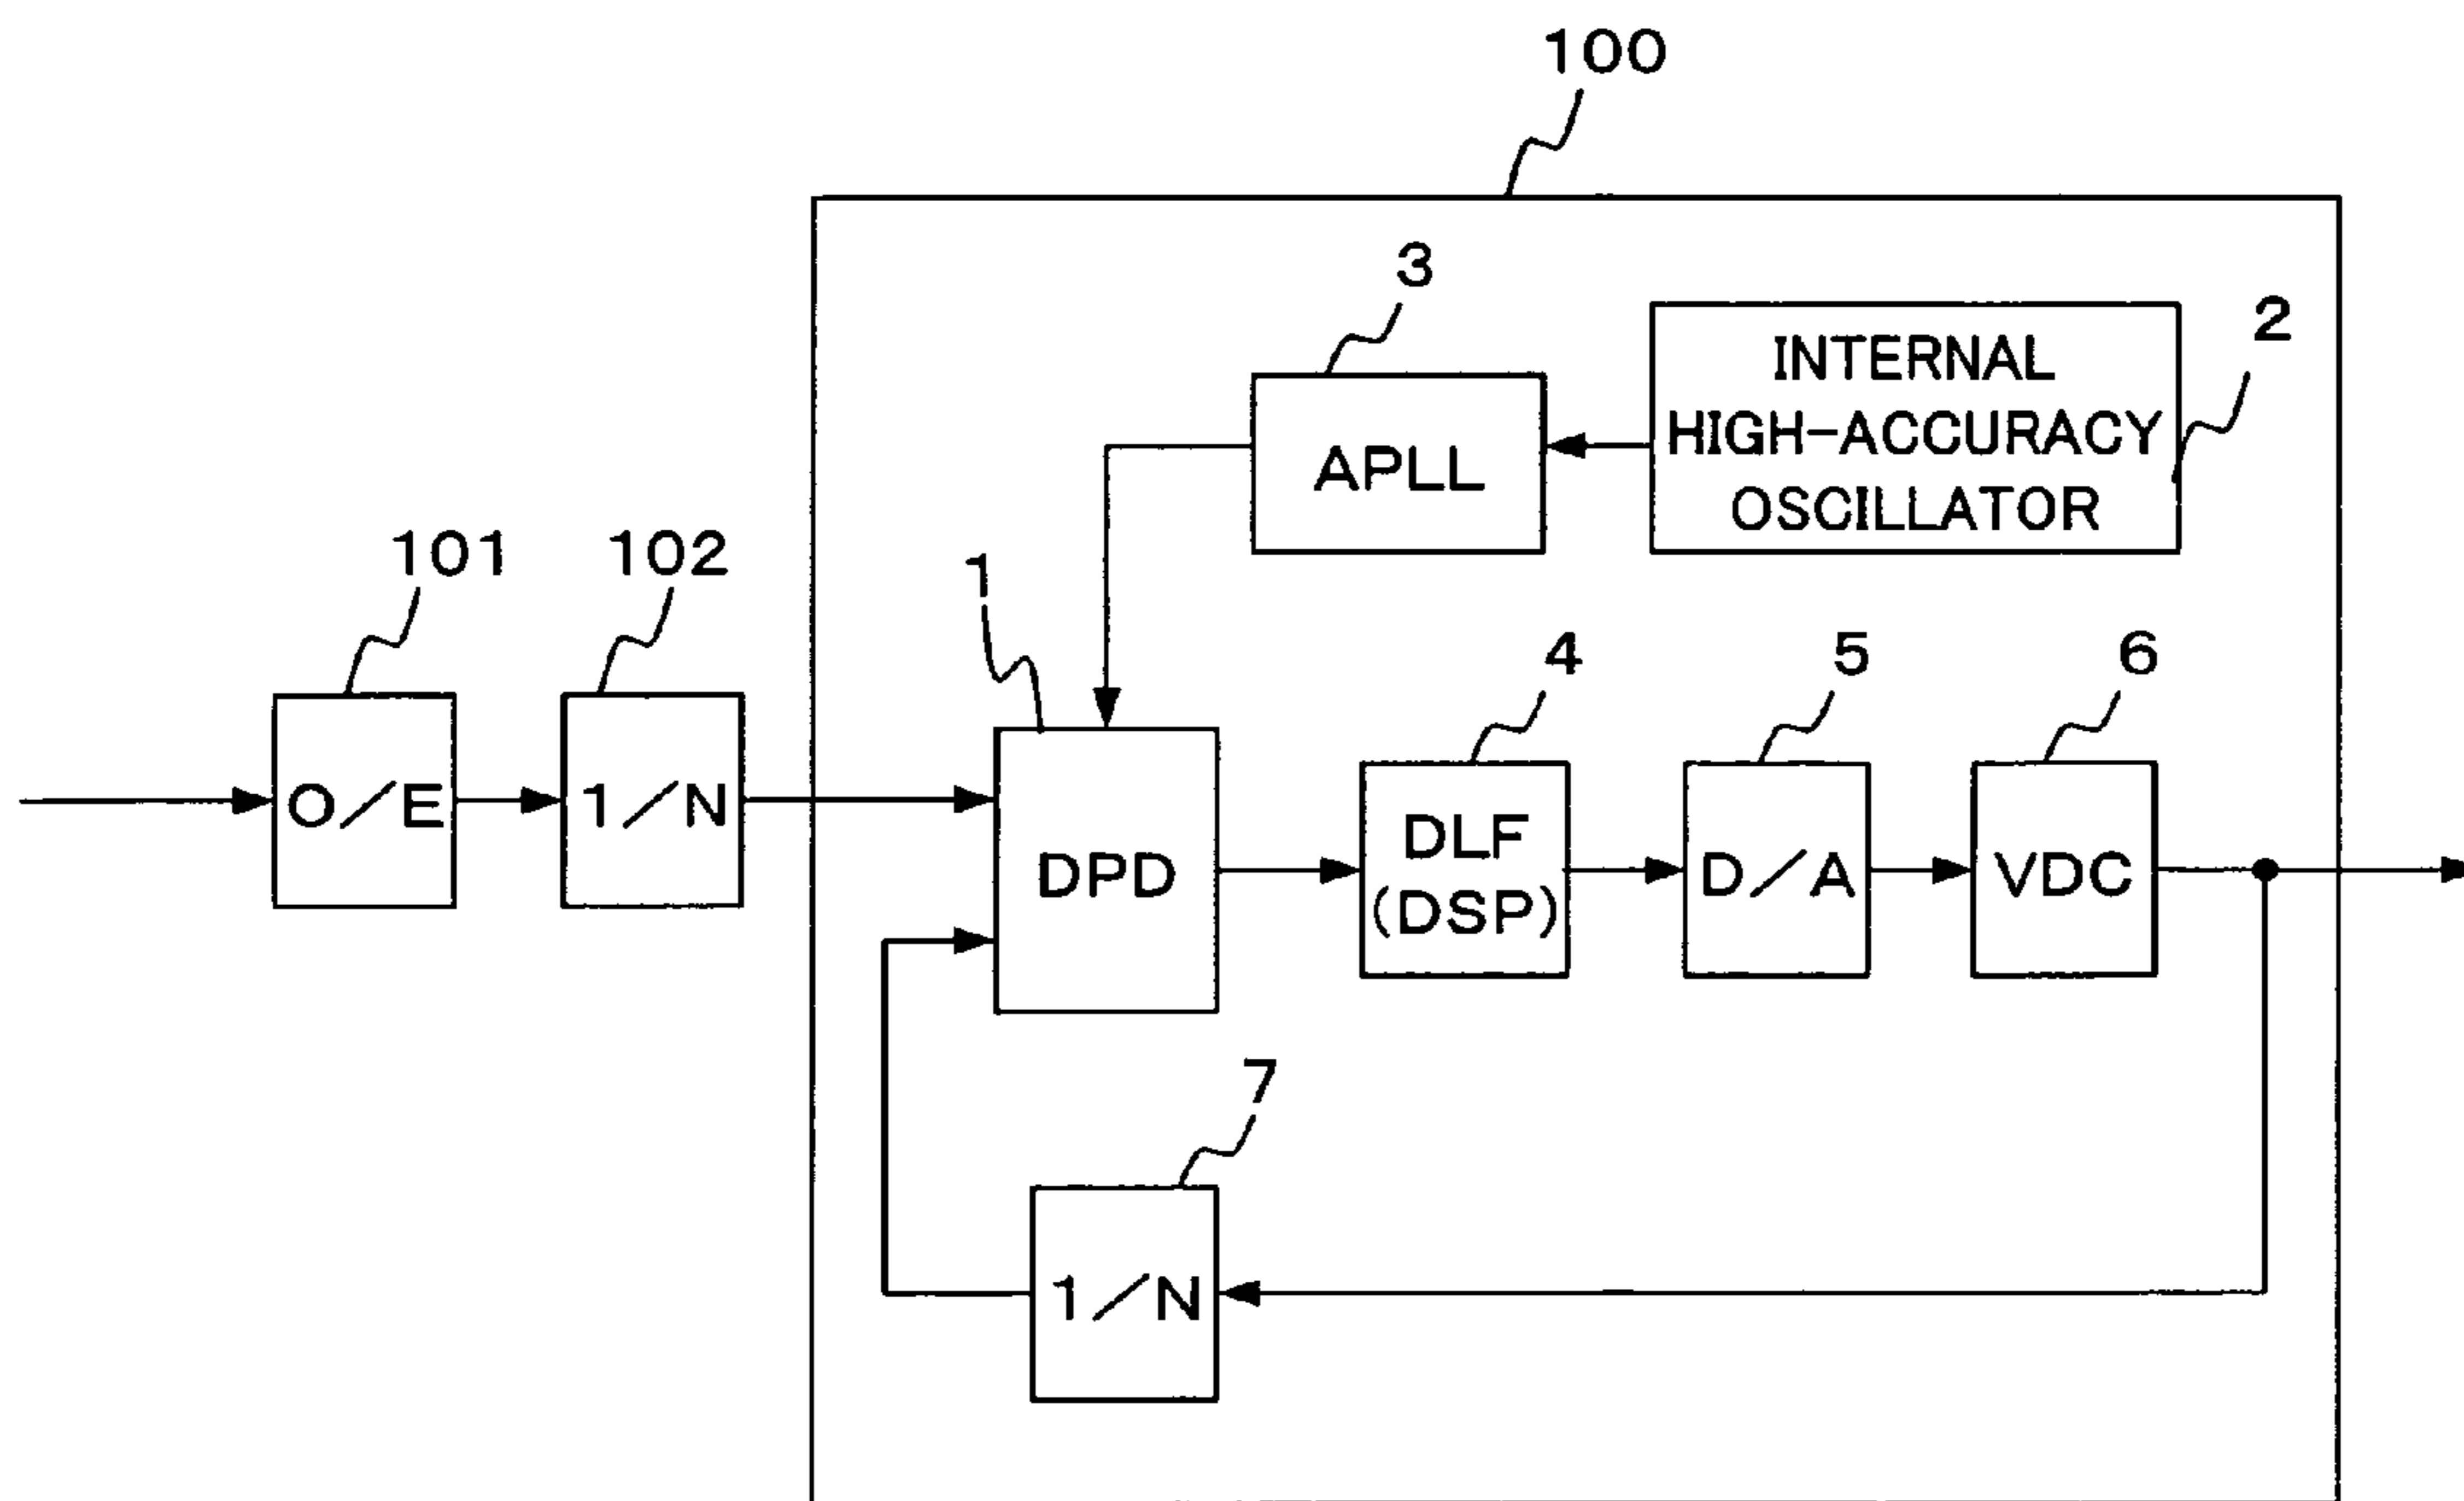 100
3
2
INTERNAL
HIGH-ACCURACY
OSCILLATOR
APLL
101
102
1
4
5
6
O/E
1/N
DPD
DLF
(DSP)
D/A
VDC
7
1/N